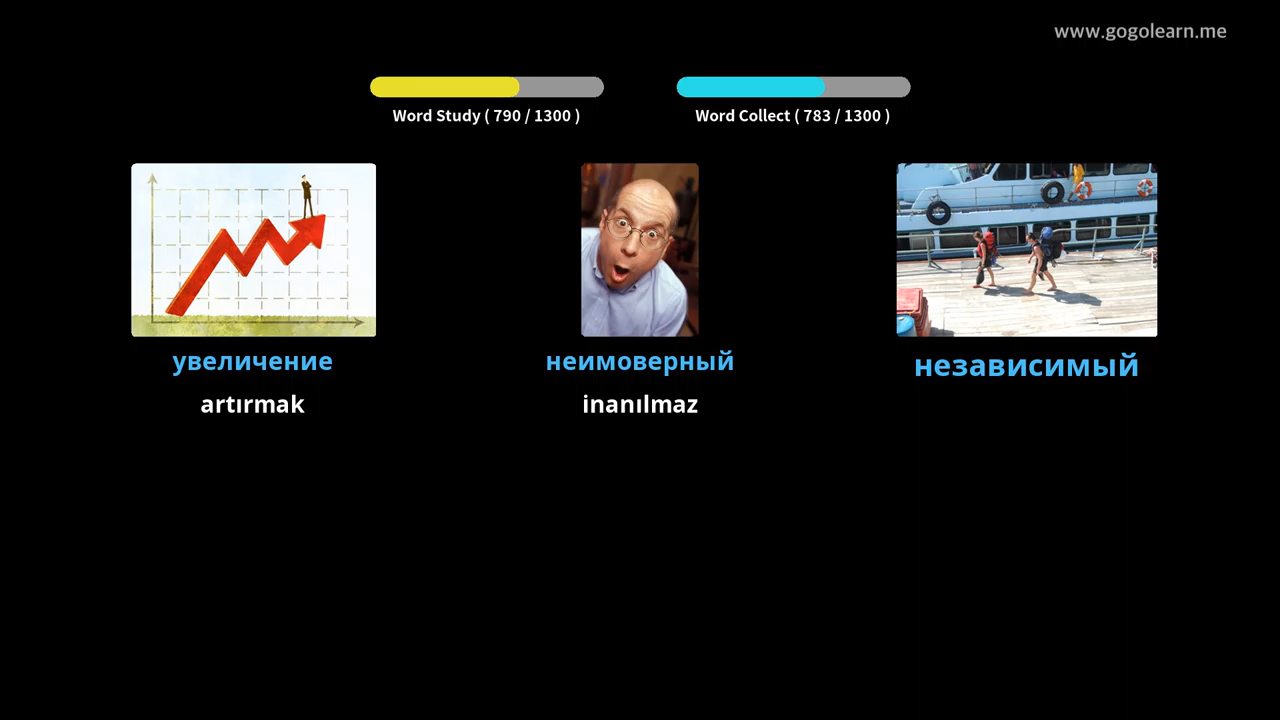 www.gogolearn.me
Word Study ( 790 / 1300 )
Word Collect ( 783 / 1300 )
увеличение
неимоверный
независимый
artırmak
inanılmaz